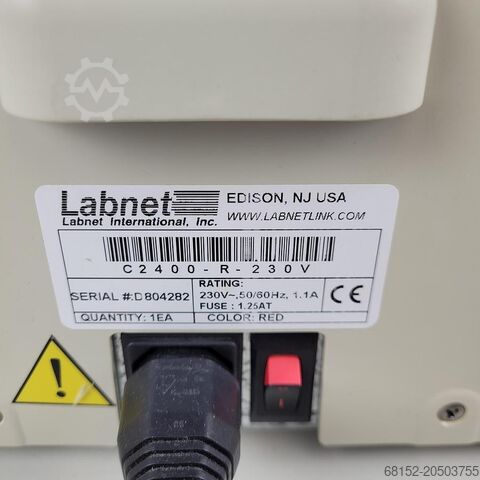 Labnet
Labnet International, Inc.
EDISON, NJ USA
WWW.LABNETLINK.COM
C2400-R-230V
SERIAL #:D804282
RATING:
230V~,50/60Hz, 1.1A
FUSE : 1.25AT
CE
QUANTITY: 1EA
COLOR: RED
68152-20503755